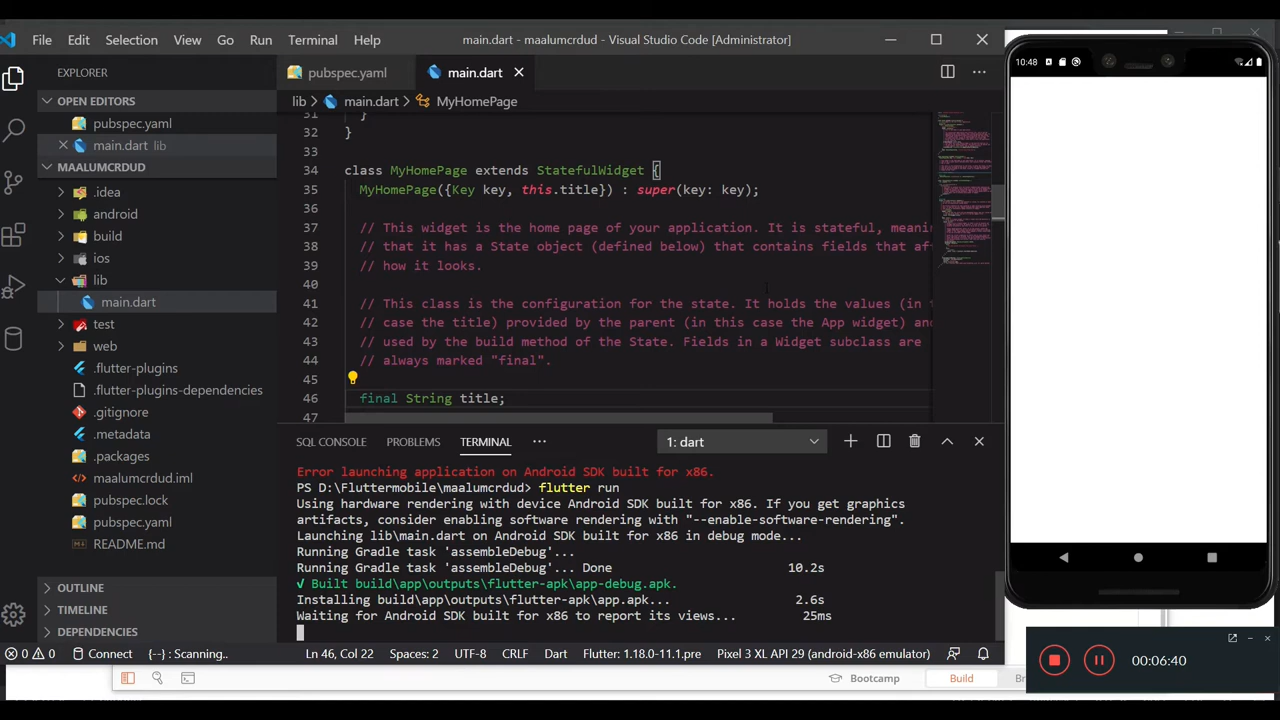 File Edit Selection View Go Run Terminal Help
main.dart - maalumcrdud - Visual Studio Code [Administrator]
EXPLORER
OPEN EDITORS
pubspec.yaml
main.dart lib
MAALUMCRDUD
.idea
android
build
ios
lib
main.dart
test
web
.flutter-plugins
.flutter-plugins-dependencies
.gitignore
.metadata
.packages
maalumcrdud.iml
pubspec.lock
pubspec.yaml
README.md
OUTLINE
TIMELINE
DEPENDENCIES
pubspec.yaml
main.dart
lib > main.dart > MyHomePage
31 }
32 }
33
34 class MyHomePage extends StatefulWidget {
35 MyHomePage({Key key, this.title}) : super(key: key);
36
37 // This widget is the home page of your application. It is stateful, meani
38 // that it has a State object (defined below) that contains fields that af
39 // how it looks.
40
41 // This class is the configuration for the state. It holds the values (in
42 // case the title) provided by the parent (in this case the App widget) an
43 // used by the build method of the State. Fields in a Widget subclass are
44 // always marked "final".
45
46 final String title;
47
SQL CONSOLE PROBLEMS TERMINAL ··· 1: dart
Error launching application on Android SDK built for x86.
PS D:\Fluttermobile\maalumcrdud> flutter run
Using hardware rendering with device Android SDK built for x86. If you get graphics
artifacts, consider enabling software rendering with "--enable-software-rendering".
Launching lib\main.dart on Android SDK built for x86 in debug mode...
Running Gradle task 'assembleDebug'...
Running Gradle task 'assembleDebug'... Done 10.2s
√ Built build\app\outputs\flutter-apk\app-debug.apk.
Installing build\app\outputs\flutter-apk\app.apk... 2.6s
Waiting for Android SDK built for x86 to report its views... 25ms
0 0 Connect {··} : Scanning.. Ln 46, Col 22 Spaces: 2 UTF-8 CRLF Dart Flutter: 1.18.0-11.1.pre Pixel 3 XL API 29 (android-x86 emulator)
Bootcamp Build
10:48
00:06:40